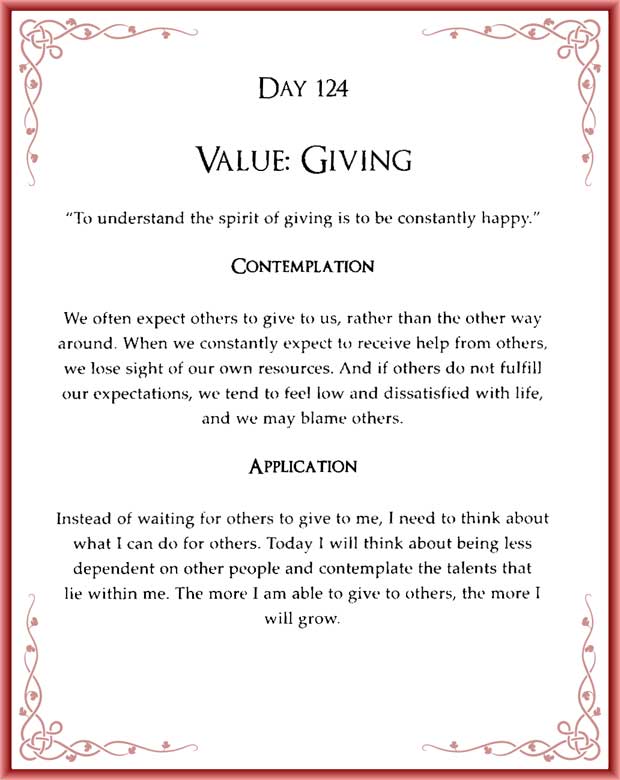 Day 124
Value: Giving
“To understand the spirit of giving is to be constantly happy.”
Contemplation
We often expect others to give to us, rather than the other way
around. When we constantly expect to receive help from others,
we lose sight of our own resources. And if others do not fulfill
our expectations, we tend to feel low and dissatisfied with life,
and we may blame others.
Application
Instead of waiting for others to give to me, I need to think about
what I can do for others. Today I will think about being less
dependent on other people and contemplate the talents that
lie within me. The more I am able to give to others, the more I
will grow.